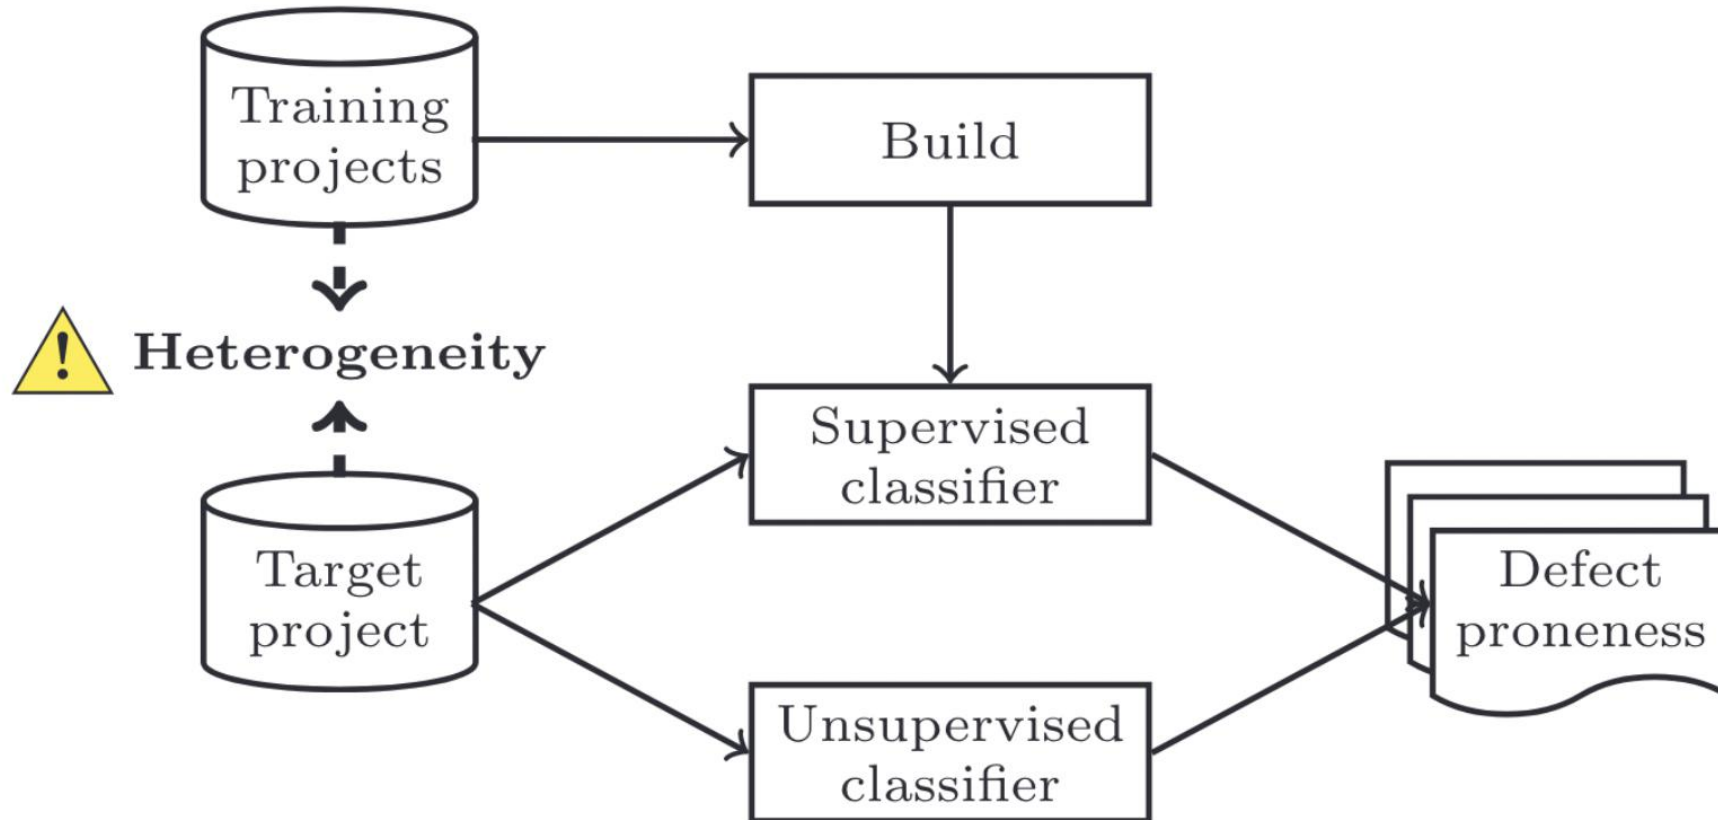 Training
projects
Build
! Heterogeneity
Supervised
classifier
Target
project
Defect
proneness
Unsupervised
classifier